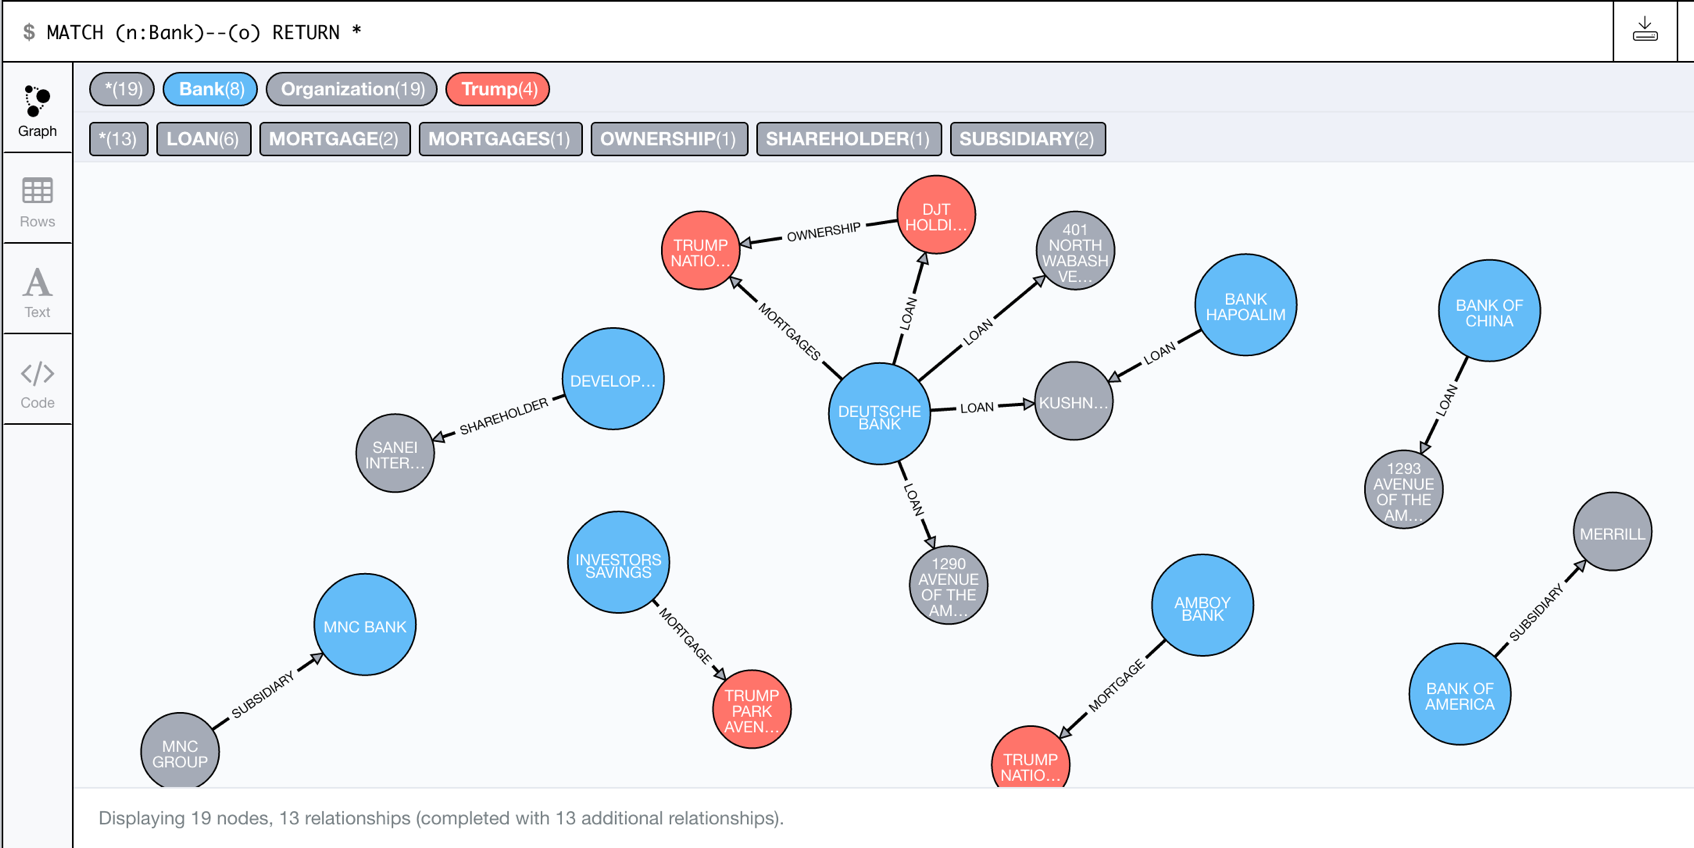 $ MATCH (n:Bank)--(o) RETURN *
*(19) Bank(8) Organization(19) Trump(4)
*(13) LOAN(6) MORTGAGE(2) MORTGAGES(1) OWNERSHIP(1) SHAREHOLDER(1) SUBSIDIARY(2)
Graph
Rows
Text
Code
DJT
HOLDI...
OWNERSHIP
TRUMP
NATIO...
401
NORTH
WABASH
VE...
BANK
HAPOALIM
BANK OF
CHINA
MORTGAGES
LOAN
LOAN
LOAN
DEVELOP...
SHAREHOLDER
SANEI
INTER...
DEUTSCHE
BANK
LOAN
KUSHN...
LOAN
1293
AVENUE
OF THE
AM...
LOAN
1290
AVENUE
OF THE
AM...
INVESTORS
SAVINGS
MORTGAGE
TRUMP
PARK
AVEN...
MNC BANK
SUBSIDIARY
MNC
GROUP
AMBOY
BANK
MORTGAGE
TRUMP
NATIO...
MERRILL
SUBSIDIARY
BANK OF
AMERICA
Displaying 19 nodes, 13 relationships (completed with 13 additional relationships).